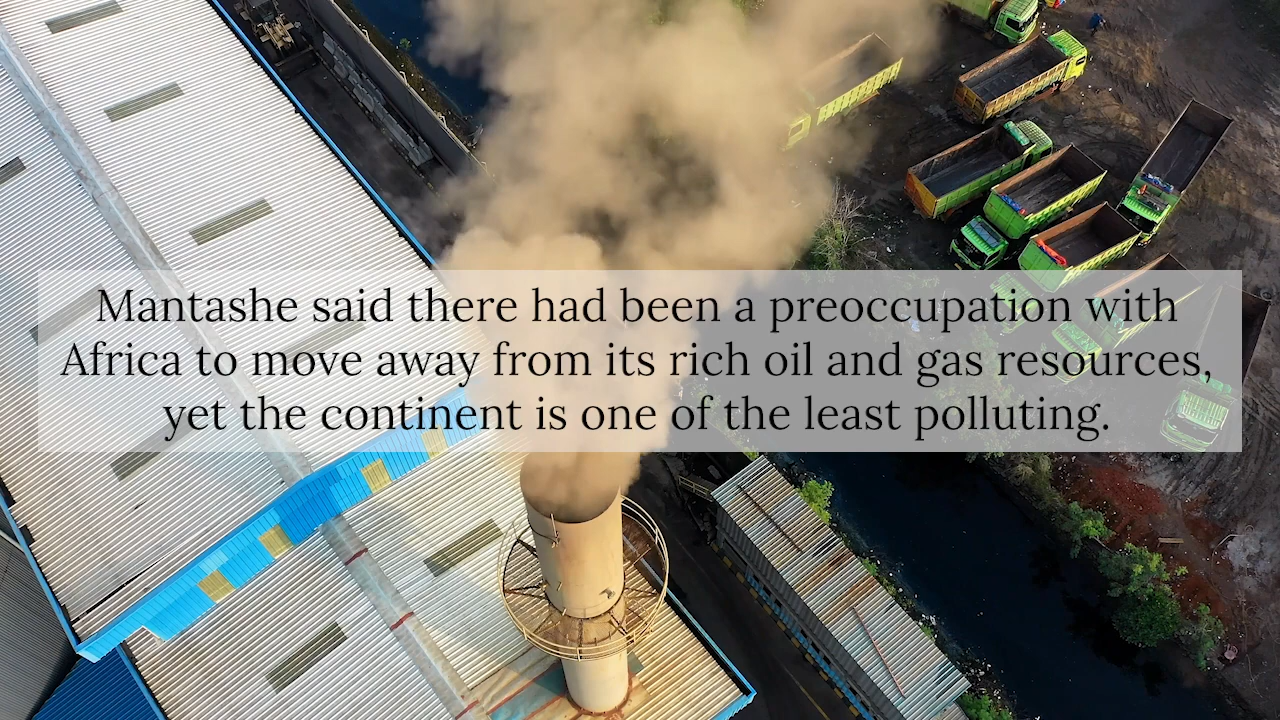 Mantashe said there had been a preoccupation with
Africa to move away from its rich oil and gas resources,
yet the continent is one of the least polluting.